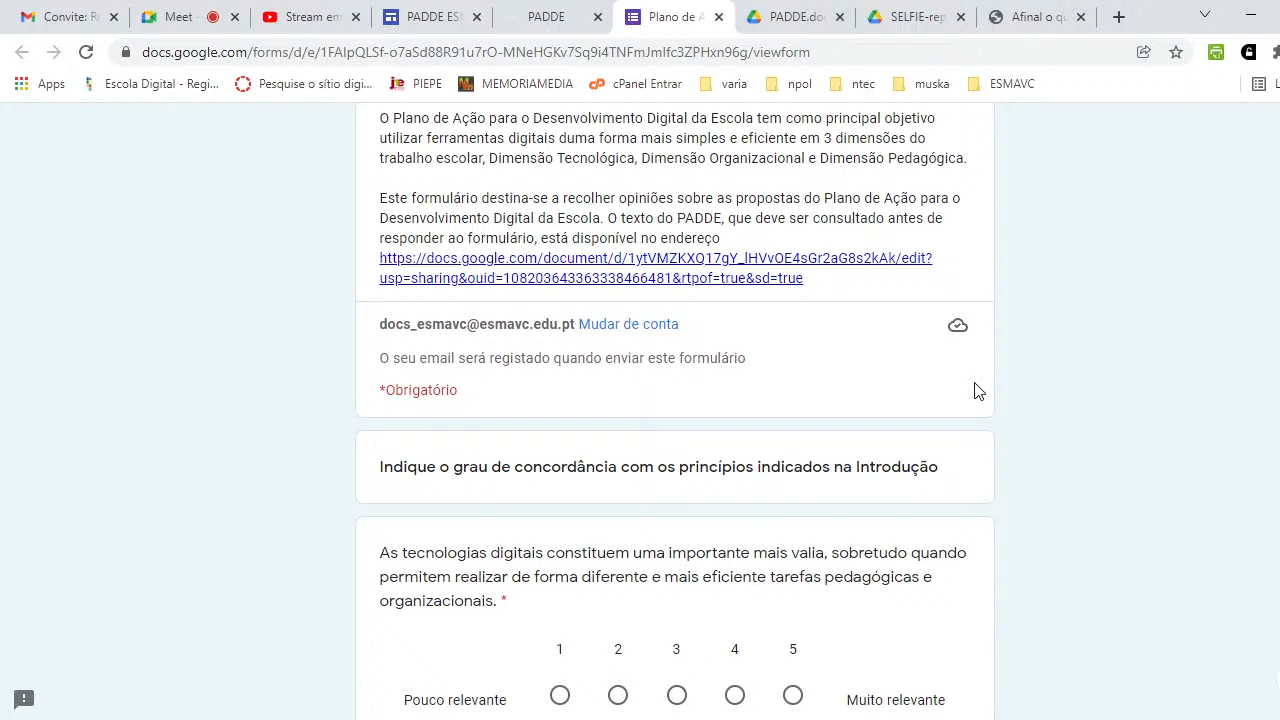 Convite: R
Meet -
Stream em
PADDE ES
PADDE
Plano de A
PADDE.do
SELFIE-rep
Afinal o qu
docs.google.com/forms/d/e/1FAIpQLSf-o7aSd88R91u7rO-MNeHGKv7Sq9i4TNFmJmIfc3ZPHxn96g/viewform
Apps
Escola Digital - Regi...
Pesquise o sítio digi...
PIEPE
MEMORIAMEDIA
cPanel Entrar
varia
npol
ntec
muska
ESMAVC
O Plano de Ação para o Desenvolvimento Digital da Escola tem como principal objetivo
utilizar ferramentas digitais duma forma mais simples e eficiente em 3 dimensões do
trabalho escolar, Dimensão Tecnológica, Dimensão Organizacional e Dimensão Pedagógica.
Este formulário destina-se a recolher opiniões sobre as propostas do Plano de Ação para o
Desenvolvimento Digital da Escola. O texto do PADDE, que deve ser consultado antes de
responder ao formulário, está disponível no endereço
https://docs.google.com/document/d/1ytVMZKXQ17gY_lHVvOE4sGr2aG8s2kAk/edit?
usp=sharing&ouid=108203643363338466481&rtpof=true&sd=true
docs_esmavc@esmavc.edu.pt Mudar de conta
O seu email será registado quando enviar este formulário
*Obrigatório
Indique o grau de concordância com os princípios indicados na Introdução
As tecnologias digitais constituem uma importante mais valia, sobretudo quando
permitem realizar de forma diferente e mais eficiente tarefas pedagógicas e
organizacionais. *
1 2 3 4 5
Pouco relevante
Muito relevante